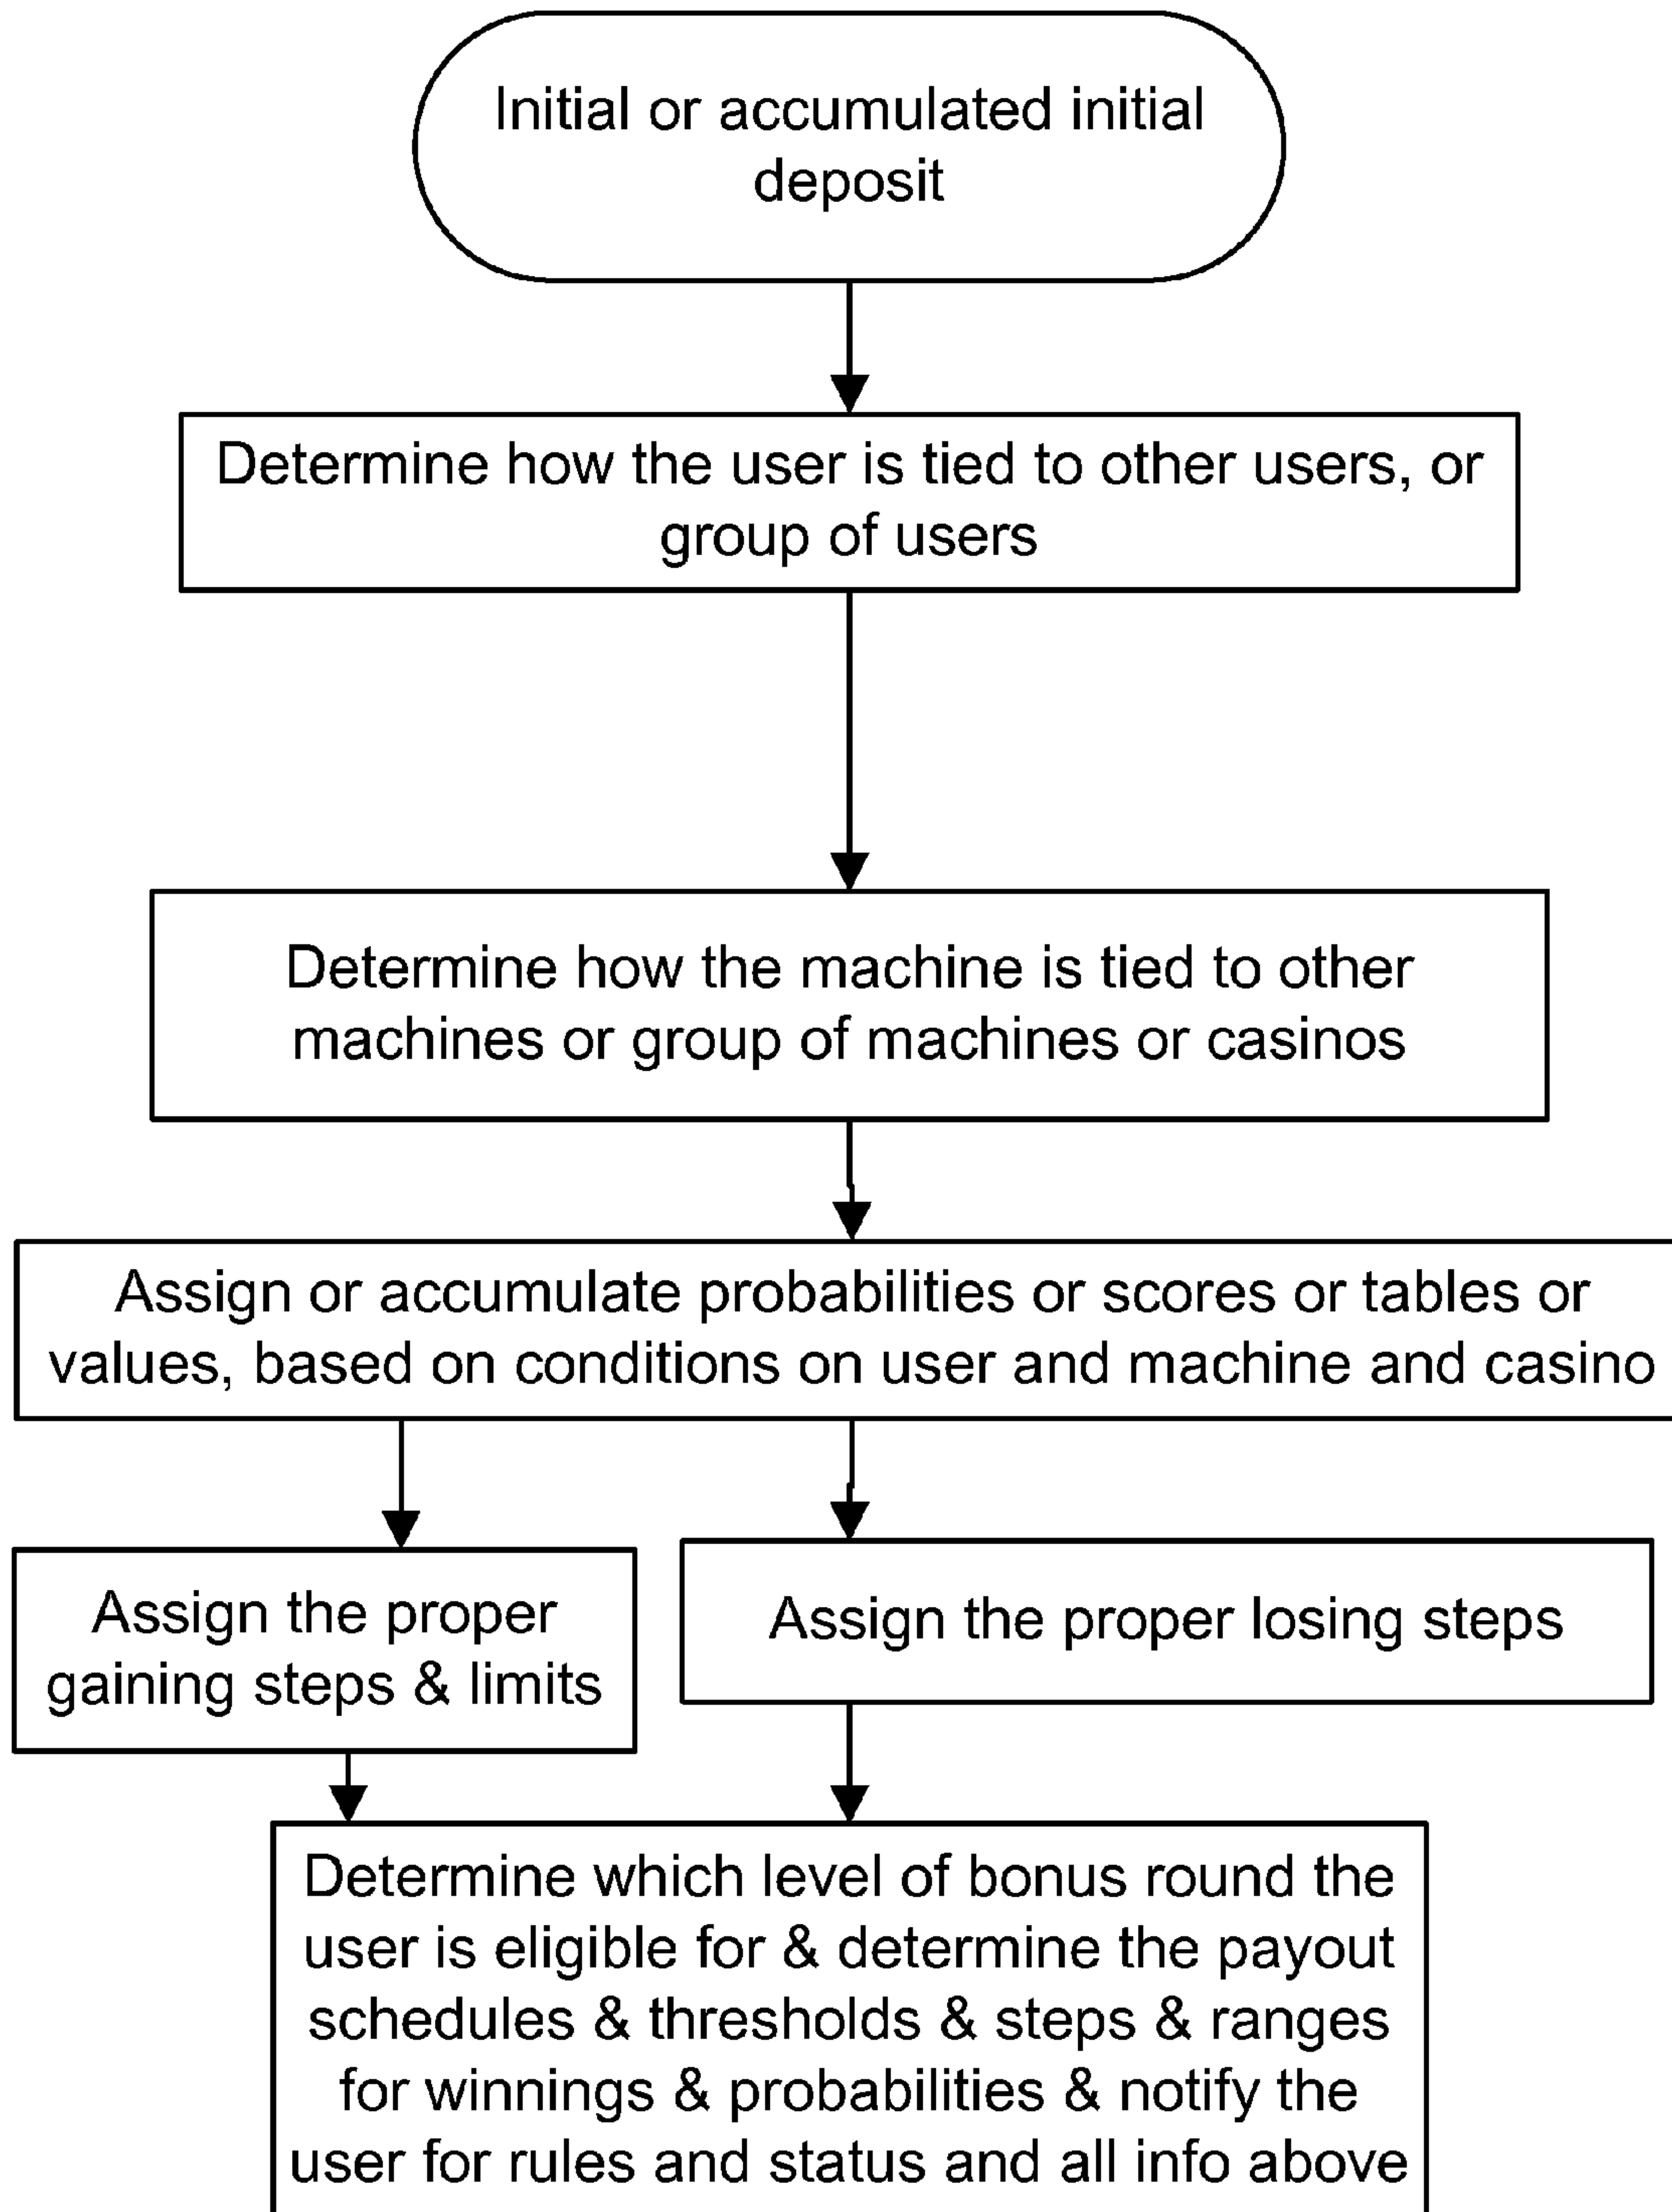 Initial or accumulated initial
deposit
Determine how the user is tied to other users, or
group of users
Determine how the machine is tied to other
machines or group of machines or casinos
Assign or accumulate probabilities or scores or tables or
values, based on conditions on user and machine and casino
Assign the proper
gaining steps & limits
Assign the proper losing steps
Determine which level of bonus round the
user is eligible for & determine the payout
schedules & thresholds & steps & ranges
for winnings & probabilities & notify the
user for rules and status and all info above